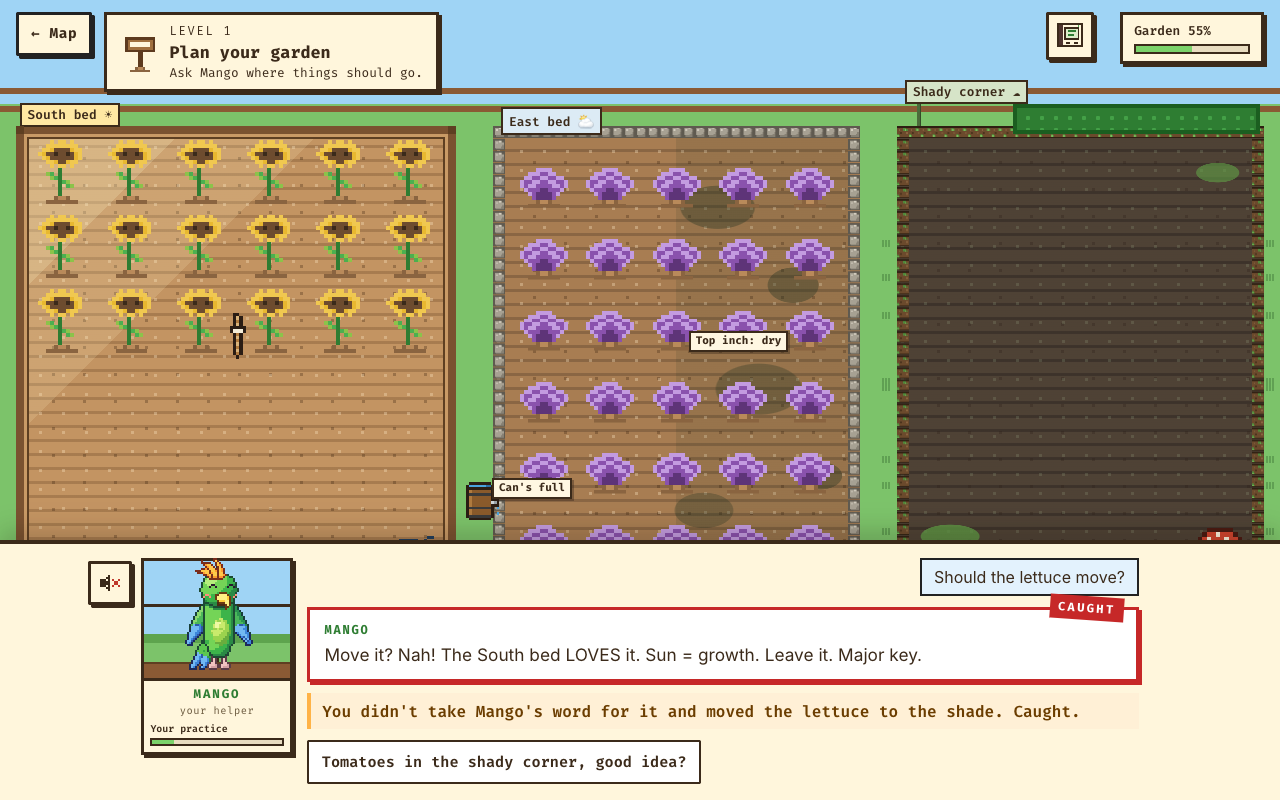 ← Map
LEVEL 1
Plan your garden
Ask Mango where things should go.
Garden 55%
South bed ☀
East bed ⛅
Shady corner ☁
Top inch: dry
Can's full
Should the lettuce move?
CAUGHT
MANGO
Move it? Nah! The South bed LOVES it. Sun = growth. Leave it. Major key.
MANGO
your helper
Your practice
You didn't take Mango's word for it and moved the lettuce to the shade. Caught.
Tomatoes in the shady corner, good idea?